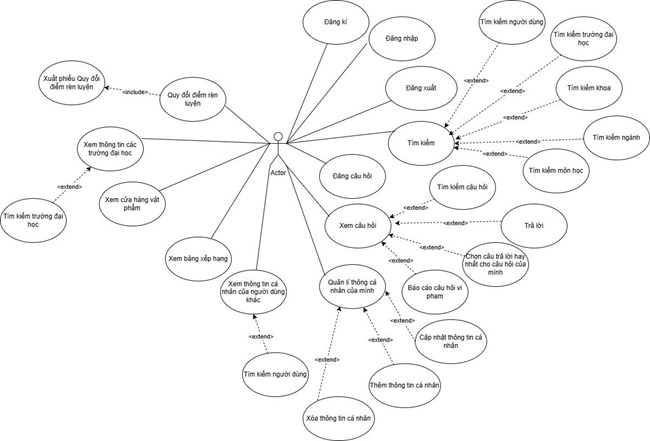 Tìm kiếm người dùng
Đăng kí
Đăng nhập
Tìm kiếm trường đại
học
<extend>
<extend>
Xuất phiếu Quy đổi
điểm rèn luyện
<include>
Quy đổi điểm rèn
luyện
Đăng xuất
Tìm kiếm khoa
<extend>
Xem thông tin các
trường đại học
Tìm kiếm
<extend>
Tìm kiếm ngành
<extend>
Tìm kiếm môn học
Actor
Đăng câu hỏi
<extend>
Tìm kiếm câu hỏi
Xem cửa hàng vật
phẩm
<extend>
Tìm kiếm trường đại
học
Xem câu hỏi
<extend>
Trả lời
<extend>
Xem bảng xếp hạng
Chọn câu trả lời hay
nhất cho câu hỏi của
mình
<extend>
Xem thông tin cá
nhân của người dùng
khác
Quản lí thông cá
nhân của mình
Báo cáo câu hỏi vi
phạm
<extend>
<extend>
Cập nhật thông tin cá
nhân
<extend>
<extend>
Tìm kiếm người dùng
Thêm thông tin cá nhân
Xóa thông tin cá nhân